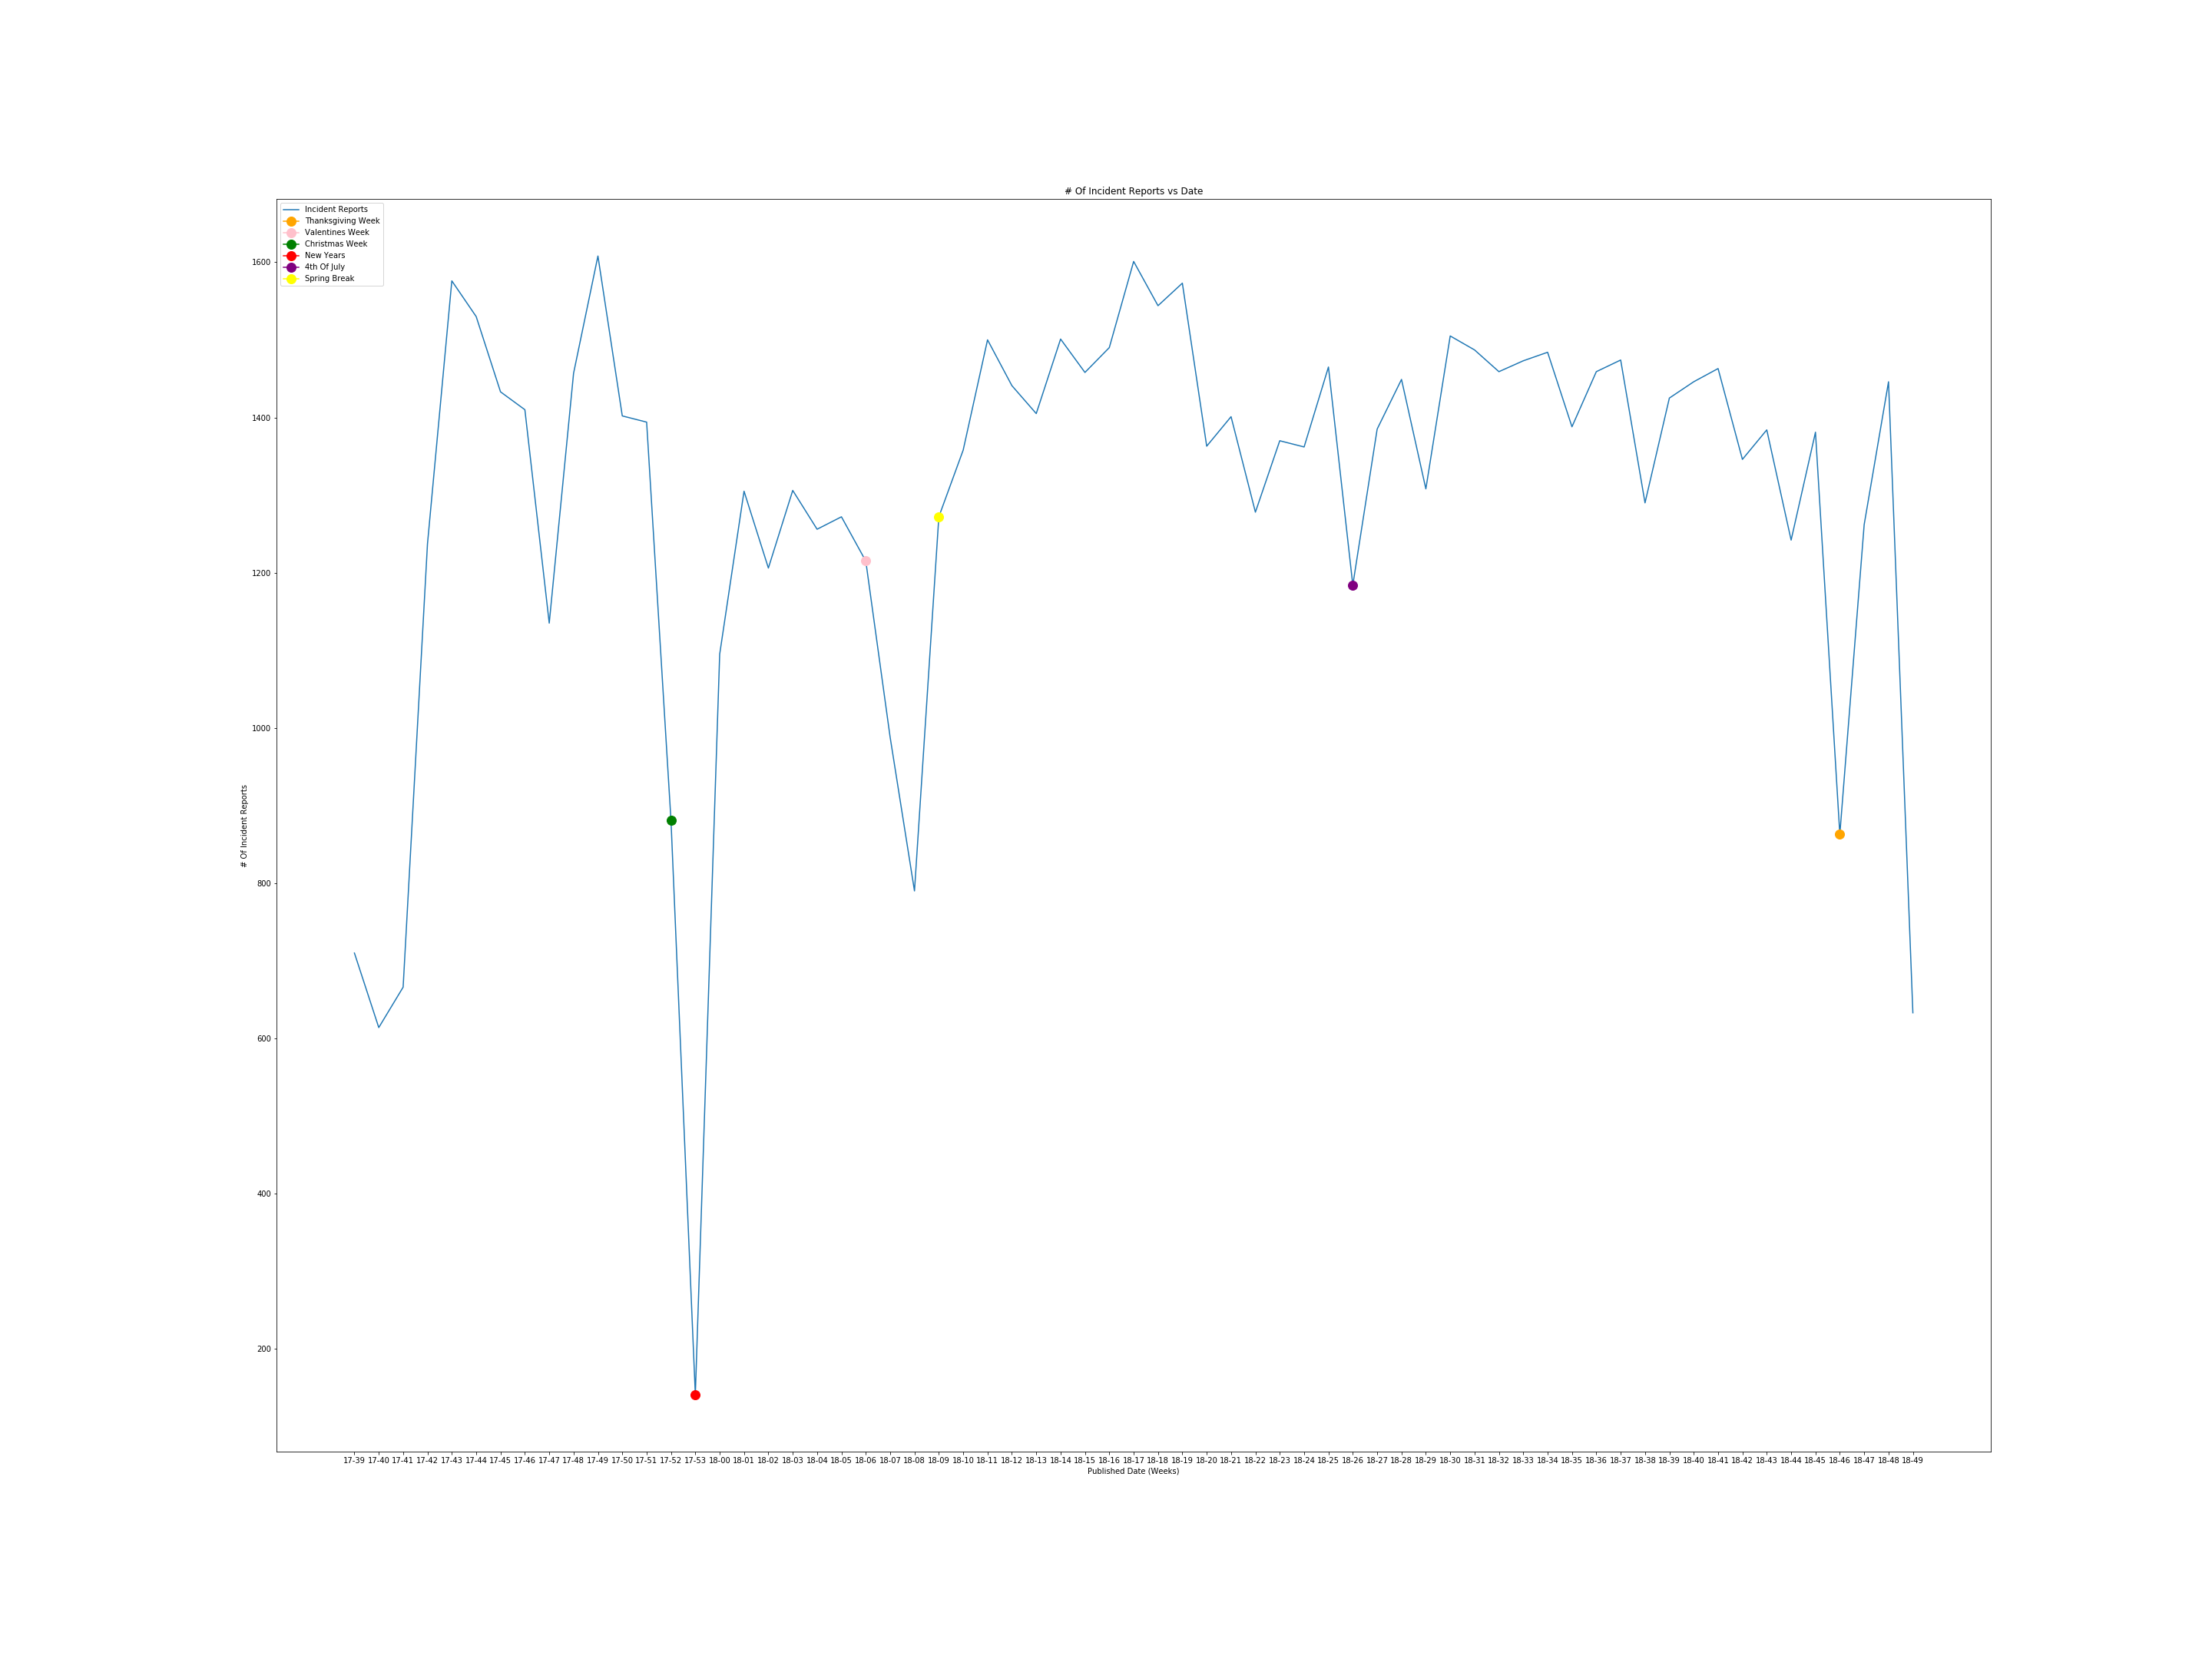 # Of Incident Reports vs Date
Incident Reports
Thanksgiving Week
Valentines Week
Christmas Week
New Years
4th Of July
Spring Break
1600
1400
1200
1000
800
600
400
200
# Of Incident Reports
17-39 17-40 17-41 17-42 17-43 17-44 17-45 17-46 17-47 17-48 17-49 17-50 17-51 17-52 17-53 18-00 18-01 18-02 18-03 18-04 18-05 18-06 18-07 18-08 18-09 18-10 18-11 18-12 18-13 18-14 18-15 18-16 18-17 18-18 18-19 18-20 18-21 18-22 18-23 18-24 18-25 18-26 18-27 18-28 18-29 18-30 18-31 18-32 18-33 18-34 18-35 18-36 18-37 18-38 18-39 18-40 18-41 18-42 18-43 18-44 18-45 18-46 18-47 18-48 18-49
Published Date (Weeks)